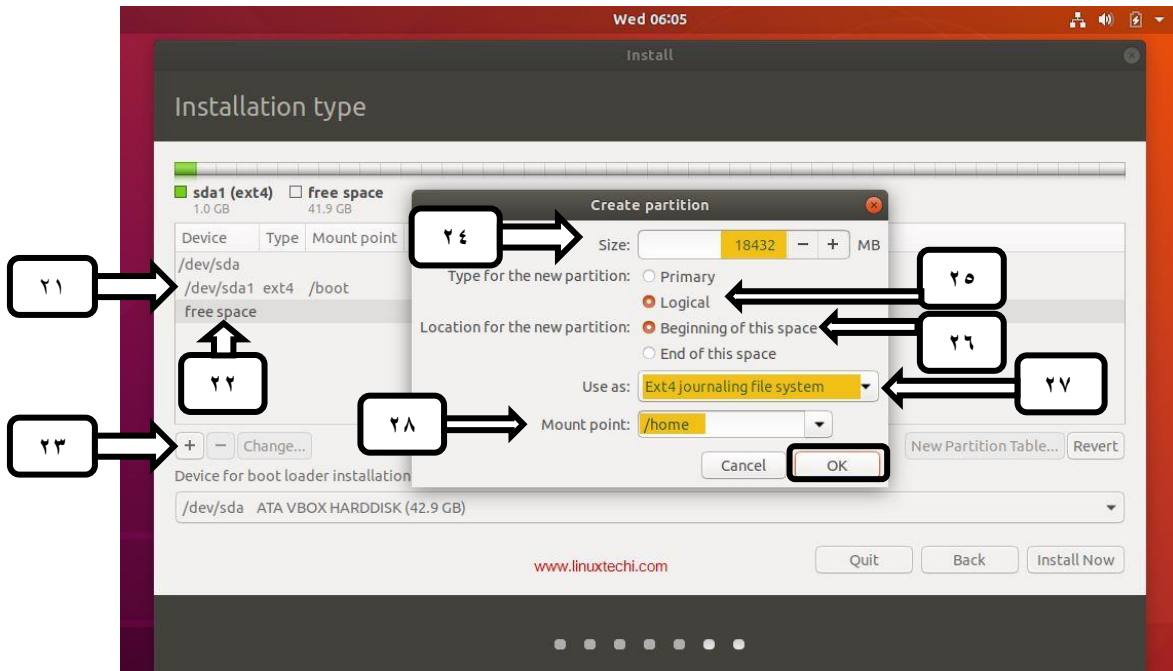 Wed 06:05
Install
Installation type
sda1 (ext4) free space
1.0 GB 41.9 GB
Create partition
٢٤
Size: 18432 − + MB
Device Type Mount point
/dev/sda
Type for the new partition: Primary
٢٥
٢١
/dev/sda1 ext4 /boot
Logical
free space
Location for the new partition: Beginning of this space
٢٦
End of this space
٢٢
Use as: Ext4 journaling file system
٢٧
٢٨
Mount point: /home
٢٣
+ − Change...
New Partition Table... Revert
Cancel OK
Device for boot loader installation
/dev/sda ATA VBOX HARDDISK (42.9 GB)
www.linuxtechi.com
Quit Back Install Now